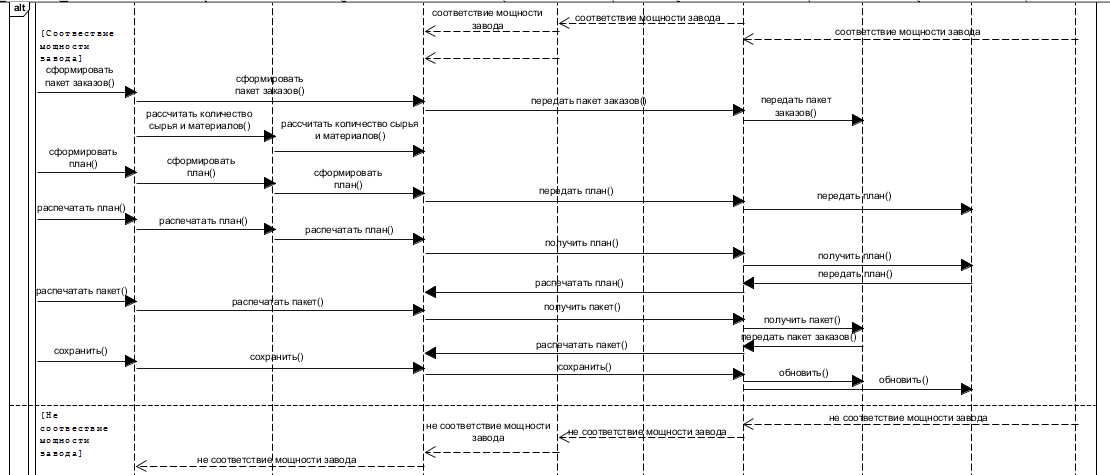 alt
соответствие мощности
завода
соответствие мощности завода
соответствие мощности завода
[Соотвествие
мощности
завода]
сформировать
пакет заказов()
сформировать
пакет заказов()
передать пакет заказов()
передать пакет
заказов()
рассчитать количество
сырья и материалов()
рассчитать количество сырья
и материалов()
сформировать
план()
сформировать
план()
сформировать
план()
передать план()
передать план()
распечатать план()
распечатать план()
распечатать план()
получить план()
получить план()
передать план()
распечатать план()
распечатать пакет()
распечатать пакет()
получить пакет()
получить пакет()
передать пакет заказов()
распечатать пакет()
сохранить()
сохранить()
сохранить()
обновить()
обновить()
[Не
соотвествие
мощности
завода]
не соответствие мощности завода
не соответствие мощности завода
не соответствие мощности
завода
не соответствие мощности завода